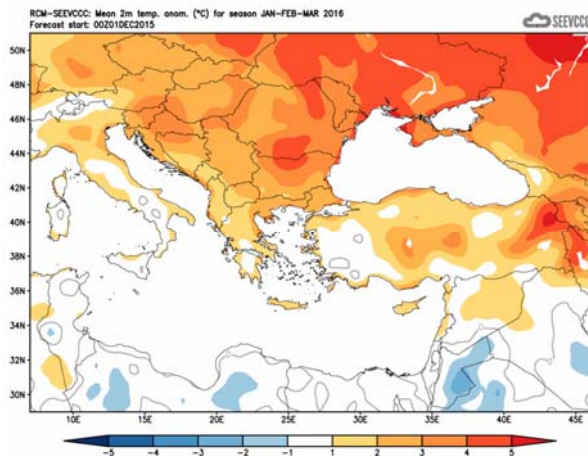 RCM-SEEVCCC: Mean 2m temp. anom. (°C) for season JAN-FEB-MAR 2016
Forecast start: 00Z01DEC2015
SEEVCCC
50N
48N
46N
44N
42N
40N
38N
36N
34N
32N
30N
10E 15E 20E 25E 30E 35E 40E 45E
-5 -4 -3 -2 -1 1 2 3 4 5